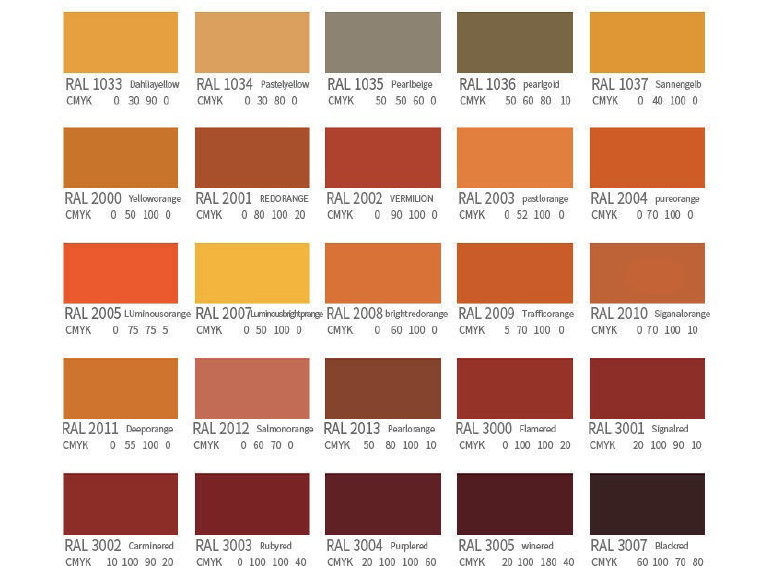 RAL 1033 Dahliayellow
CMYK 0 30 90 0
RAL 1034 Pastelyellow
CMYK 0 30 80 0
RAL 1035 Pearlbeige
CMYK 50 50 60 0
RAL 1036 pearlgold
CMYK 50 60 80 10
RAL 1037 Sannengelb
CMYK 0 40 100 0
RAL 2000 Yelloworange
CMYK 0 50 100 0
RAL 2001 REDORANGE
CMYK 0 80 100 20
RAL 2002 VERMILION
CMYK 0 90 100 0
RAL 2003 pastlorange
CMYK 0 52 100 0
RAL 2004 pureorange
CMYK 0 70 100 0
RAL 2005 LUminousorange
CMYK 0 75 75 5
RAL 2007 Luminousbrightprange
CMYK 0 50 100 0
RAL 2008 brightredorange
CMYK 0 60 100 0
RAL 2009 Trafficorange
CMYK 5 70 100 0
RAL 2010 Siganalorange
CMYK 0 70 100 10
RAL 2011 Deeporange
CMYK 0 55 100 0
RAL 2012 Salmonorange
CMYK 0 60 70 0
RAL 2013 Pearlorange
CMYK 50 80 100 10
RAL 3000 Flamered
CMYK 0 100 100 20
RAL 3001 Signalred
CMYK 20 100 90 10
RAL 3002 Carminered
CMYK 10 100 90 20
RAL 3003 Rubyred
CMYK 0 100 100 40
RAL 3004 Purplered
CMYK 20 100 100 60
RAL 3005 winered
CMYK 20 100 180 40
RAL 3007 Blackred
CMYK 60 100 70 80